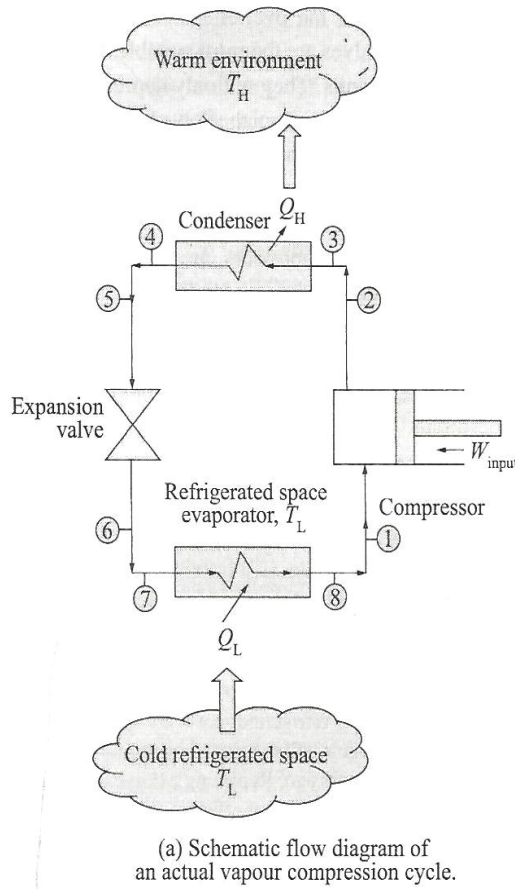 Warm environment
T_H
Condenser
Q_H
4
3
5
2
Expansion
valve
W_input
Refrigerated space
evaporator, T_L
Compressor
6
1
7
8
Q_L
Cold refrigerated space
T_L
(a) Schematic flow diagram of
an actual vapour compression cycle.